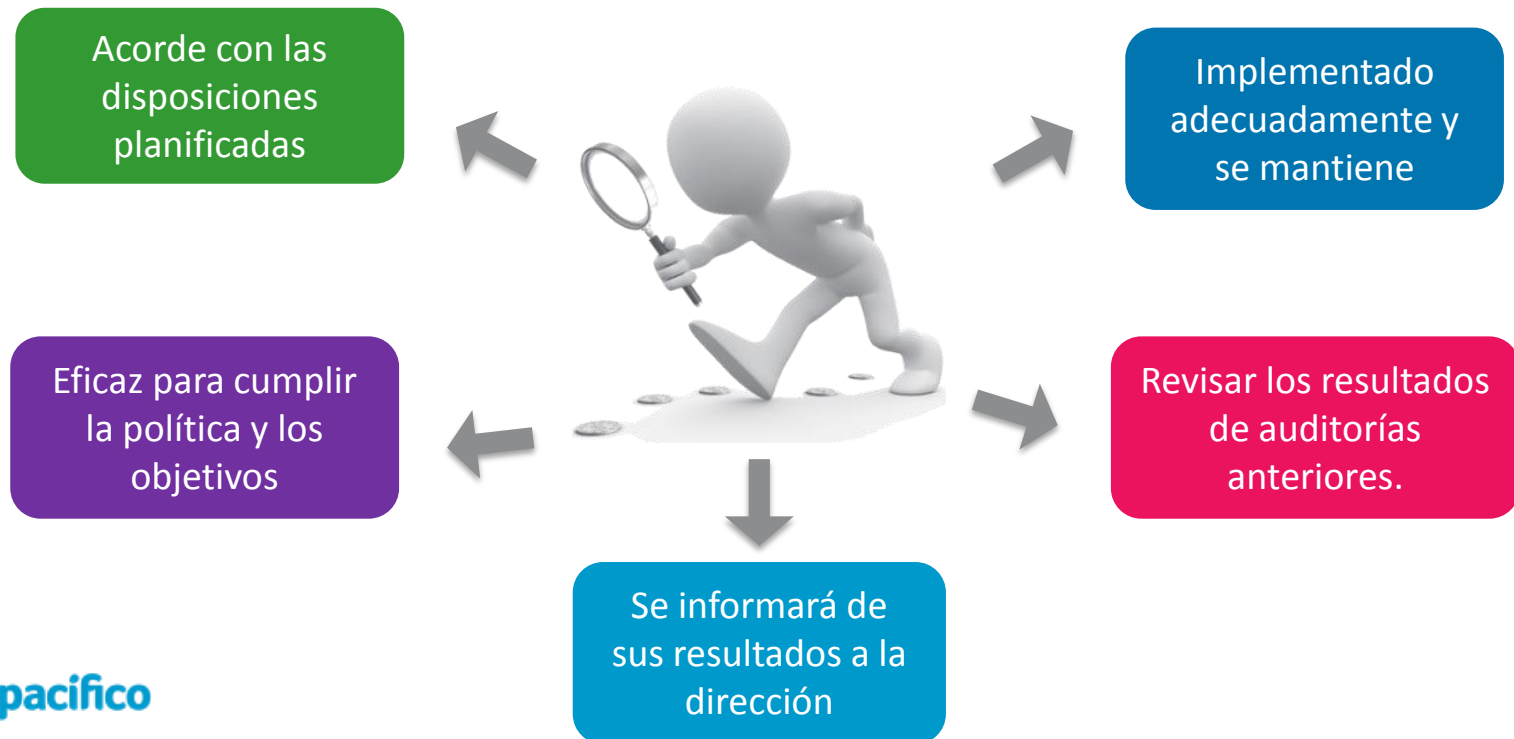 Acorde con las
disposiciones
planificadas
Implementado
adecuadamente y
se mantiene
Eficaz para cumplir
la política y los
objetivos
Revisar los resultados
de auditorías
anteriores.
Se informará de
sus resultados a la
dirección
pacífico